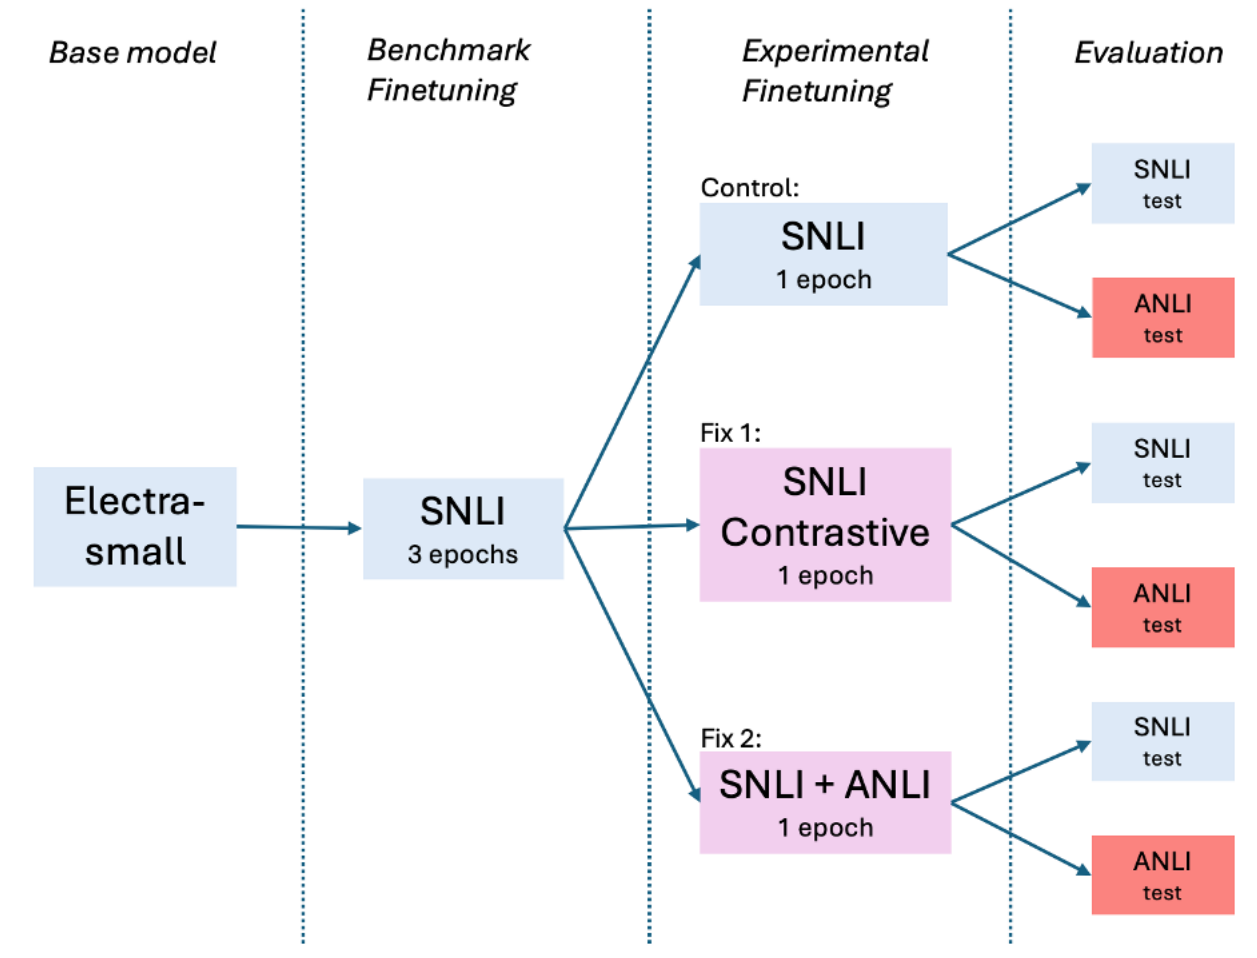 Base model
Benchmark
Finetuning
Experimental
Finetuning
Evaluation
Electra-
small
SNLI
3 epochs
Control:
SNLI
1 epoch
SNLI
test
ANLI
test
Fix 1:
SNLI
Contrastive
1 epoch
SNLI
test
ANLI
test
Fix 2:
SNLI + ANLI
1 epoch
SNLI
test
ANLI
test